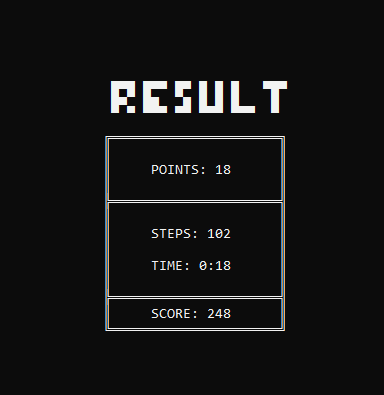 RESULT
POINTS: 18
STEPS: 102
TIME: 0:18
SCORE: 248